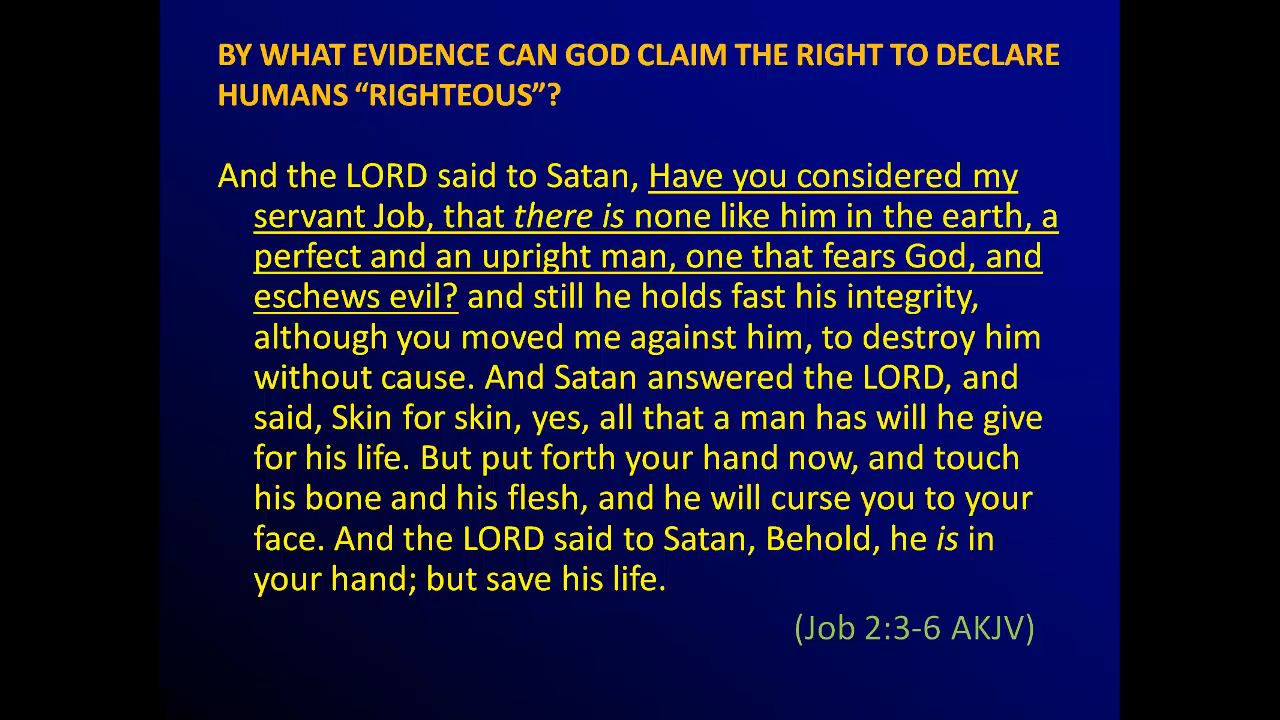 BY WHAT EVIDENCE CAN GOD CLAIM THE RIGHT TO DECLARE
HUMANS “RIGHTEOUS”?
And the LORD said to Satan, Have you considered my
servant Job, that there is none like him in the earth, a
perfect and an upright man, one that fears God, and
eschews evil? and still he holds fast his integrity,
although you moved me against him, to destroy him
without cause. And Satan answered the LORD, and
said, Skin for skin, yes, all that a man has will he give
for his life. But put forth your hand now, and touch
his bone and his flesh, and he will curse you to your
face. And the LORD said to Satan, Behold, he is in
your hand; but save his life.
(Job 2:3-6 AKJV)